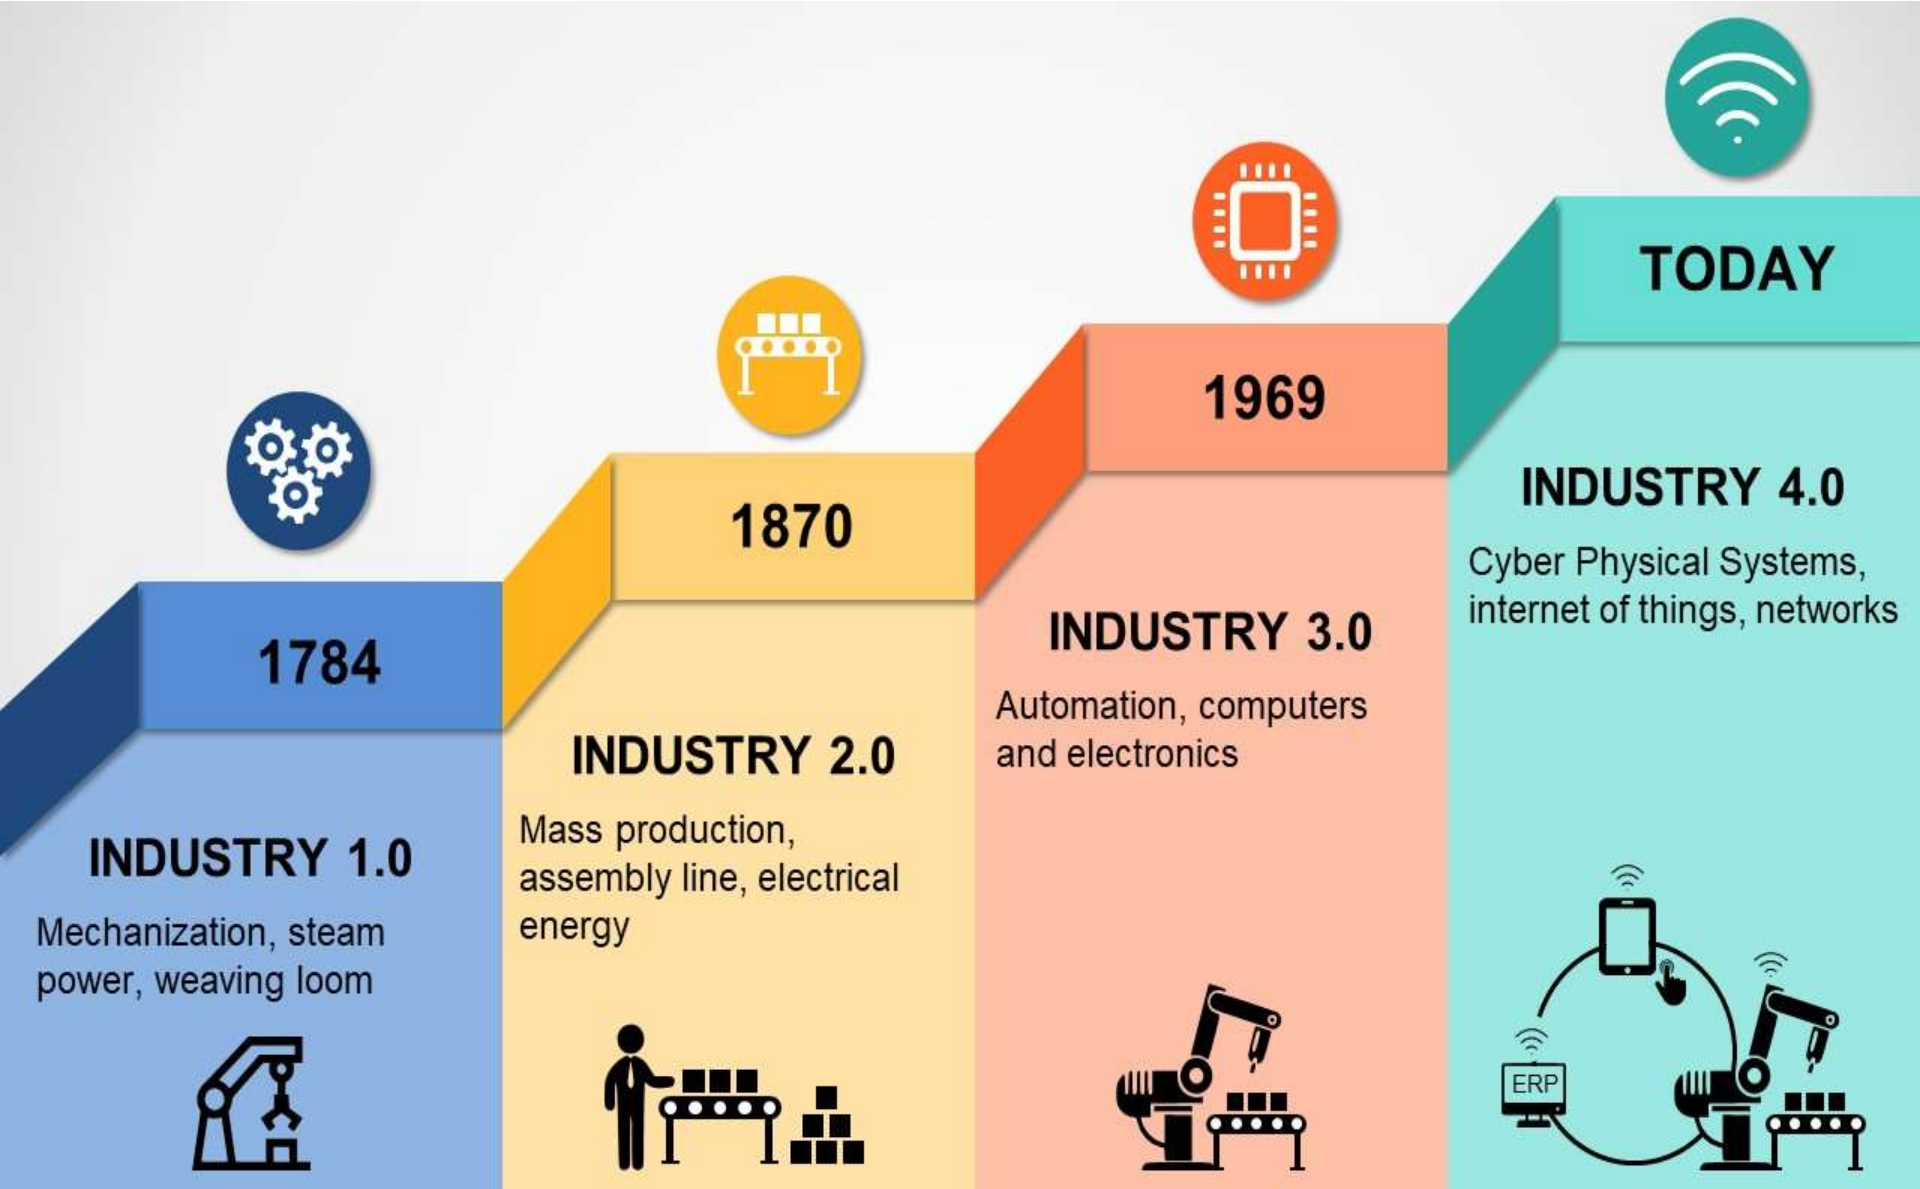 1784
INDUSTRY 1.0
Mechanization, steam
power, weaving loom
1870
INDUSTRY 2.0
Mass production,
assembly line, electrical
energy
1969
INDUSTRY 3.0
Automation, computers
and electronics
TODAY
INDUSTRY 4.0
Cyber Physical Systems,
internet of things, networks
ERP